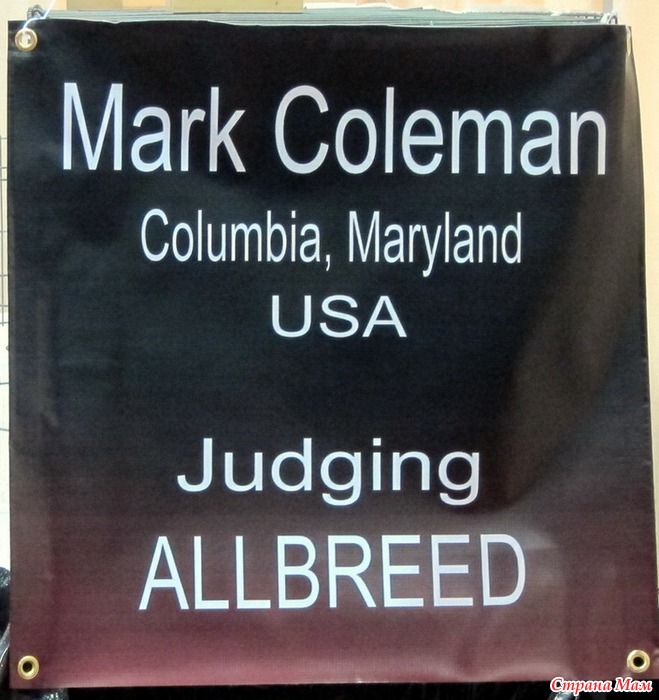 Mark Coleman
Columbia, Maryland
USA
Judging
ALLBREED
Страна Мам